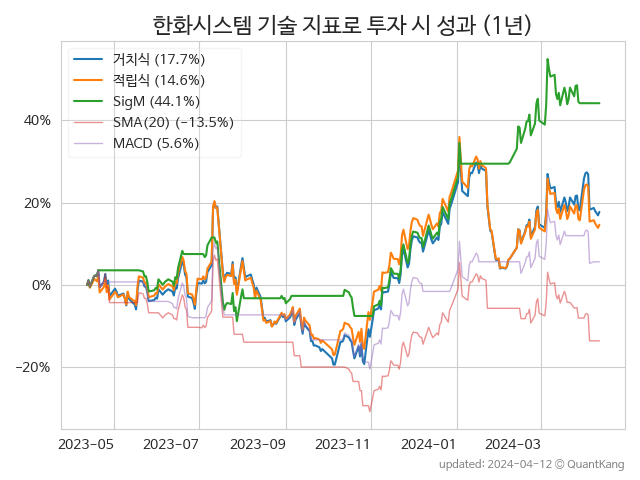 한화시스템 기술 지표로 투자 시 성과 (1년)
거치식 (17.7%)
적립식 (14.6%)
SigM (44.1%)
SMA(20) (−13.5%)
MACD (5.6%)
40%
20%
0%
−20%
2023-05 2023-07 2023-09 2023-11 2024-01 2024-03
updated: 2024-04-12 © QuantKang